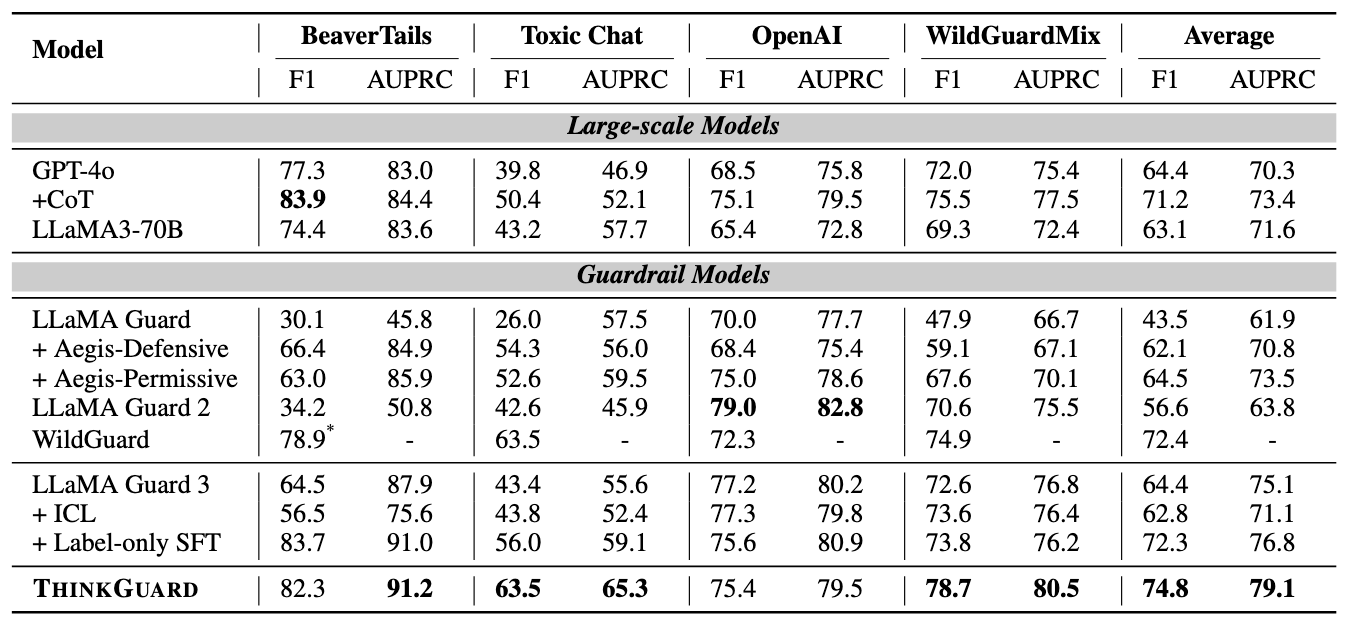 Model BeaverTails Toxic Chat OpenAI WildGuardMix Average
F1 AUPRC F1 AUPRC F1 AUPRC F1 AUPRC F1 AUPRC
Large-scale Models
GPT-4o 77.3 83.0 39.8 46.9 68.5 75.8 72.0 75.4 64.4 70.3
+CoT 83.9 84.4 50.4 52.1 75.1 79.5 75.5 77.5 71.2 73.4
LLaMA3-70B 74.4 83.6 43.2 57.7 65.4 72.8 69.3 72.4 63.1 71.6
Guardrail Models
LLaMA Guard 30.1 45.8 26.0 57.5 70.0 77.7 47.9 66.7 43.5 61.9
+ Aegis-Defensive 66.4 84.9 54.3 56.0 68.4 75.4 59.1 67.1 62.1 70.8
+ Aegis-Permissive 63.0 85.9 52.6 59.5 75.0 78.6 67.6 70.1 64.5 73.5
LLaMA Guard 2 34.2 50.8 42.6 45.9 79.0 82.8 70.6 75.5 56.6 63.8
WildGuard 78.9* - 63.5 - 72.3 - 74.9 - 72.4 -
LLaMA Guard 3 64.5 87.9 43.4 55.6 77.2 80.2 72.6 76.8 64.4 75.1
+ ICL 56.5 75.6 43.8 52.4 77.3 79.8 73.6 76.4 62.8 71.1
+ Label-only SFT 83.7 91.0 56.0 59.1 75.6 80.9 73.8 76.2 72.3 76.8
THINKGUARD 82.3 91.2 63.5 65.3 75.4 79.5 78.7 80.5 74.8 79.1